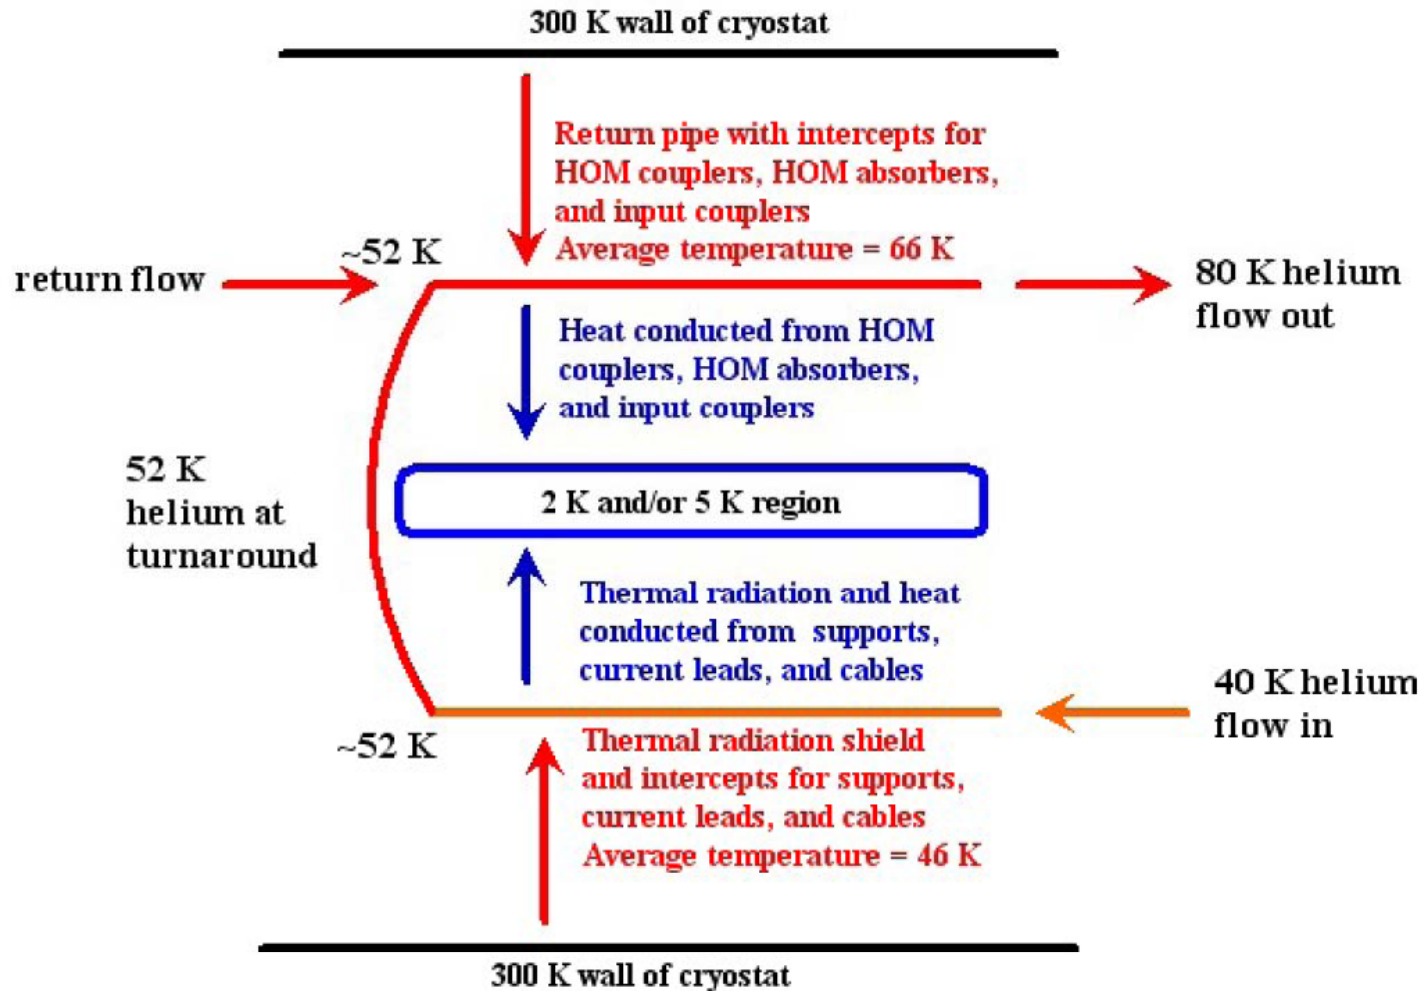 300 K wall of cryostat
Return pipe with intercepts for
HOM couplers, HOM absorbers,
and input couplers
Average temperature = 66 K
~52 K
return flow
80 K helium
flow out
Heat conducted from HOM
couplers, HOM absorbers,
and input couplers
52 K
helium at
turnaround
2 K and/or 5 K region
Thermal radiation and heat
conducted from supports,
current leads, and cables
40 K helium
flow in
~52 K
Thermal radiation shield
and intercepts for supports,
current leads, and cables
Average temperature = 46 K
300 K wall of cryostat